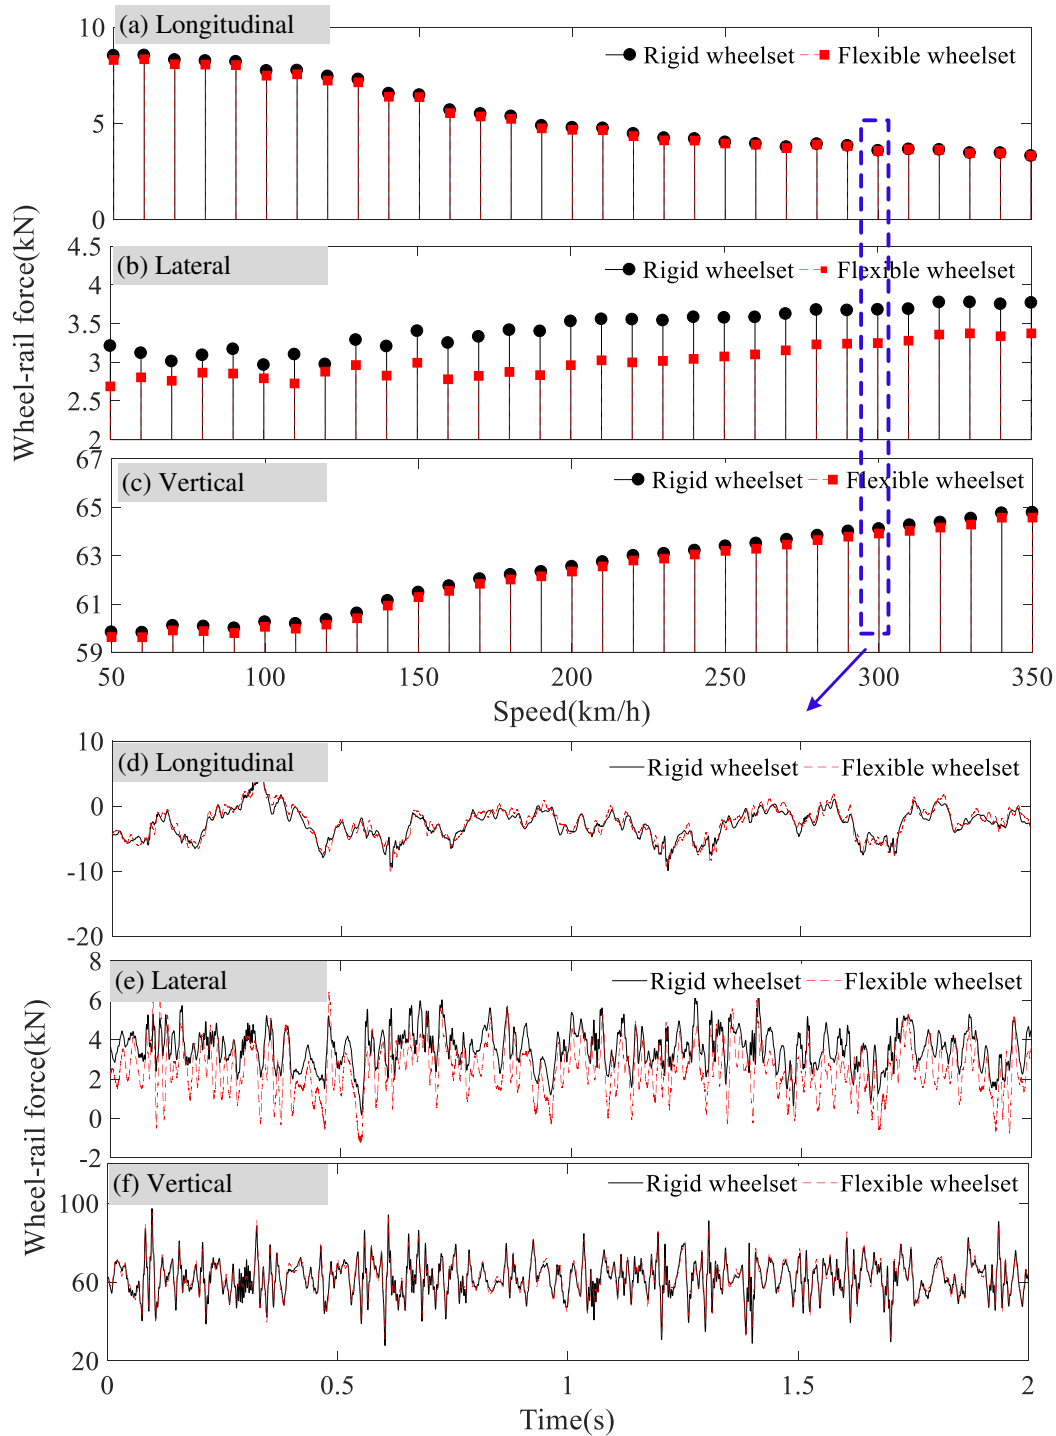 (a) Longitudinal
Rigid wheelset
Flexible wheelset
10
5
0
(b) Lateral
Rigid wheelset
Flexible wheelset
4.5
4
3.5
3
2.5
2
(c) Vertical
Rigid wheelset
Flexible wheelset
67
65
63
61
59
50 100 150 200 250 300 350
Speed(km/h)
Wheel-rail force(kN)
(d) Longitudinal
Rigid wheelset
Flexible wheelset
10
0
-10
-20
(e) Lateral
Rigid wheelset
Flexible wheelset
8
6
4
2
0
-2
(f) Vertical
Rigid wheelset
Flexible wheelset
100
60
20
0 0.5 1 1.5 2
Time(s)
Wheel-rail force(kN)